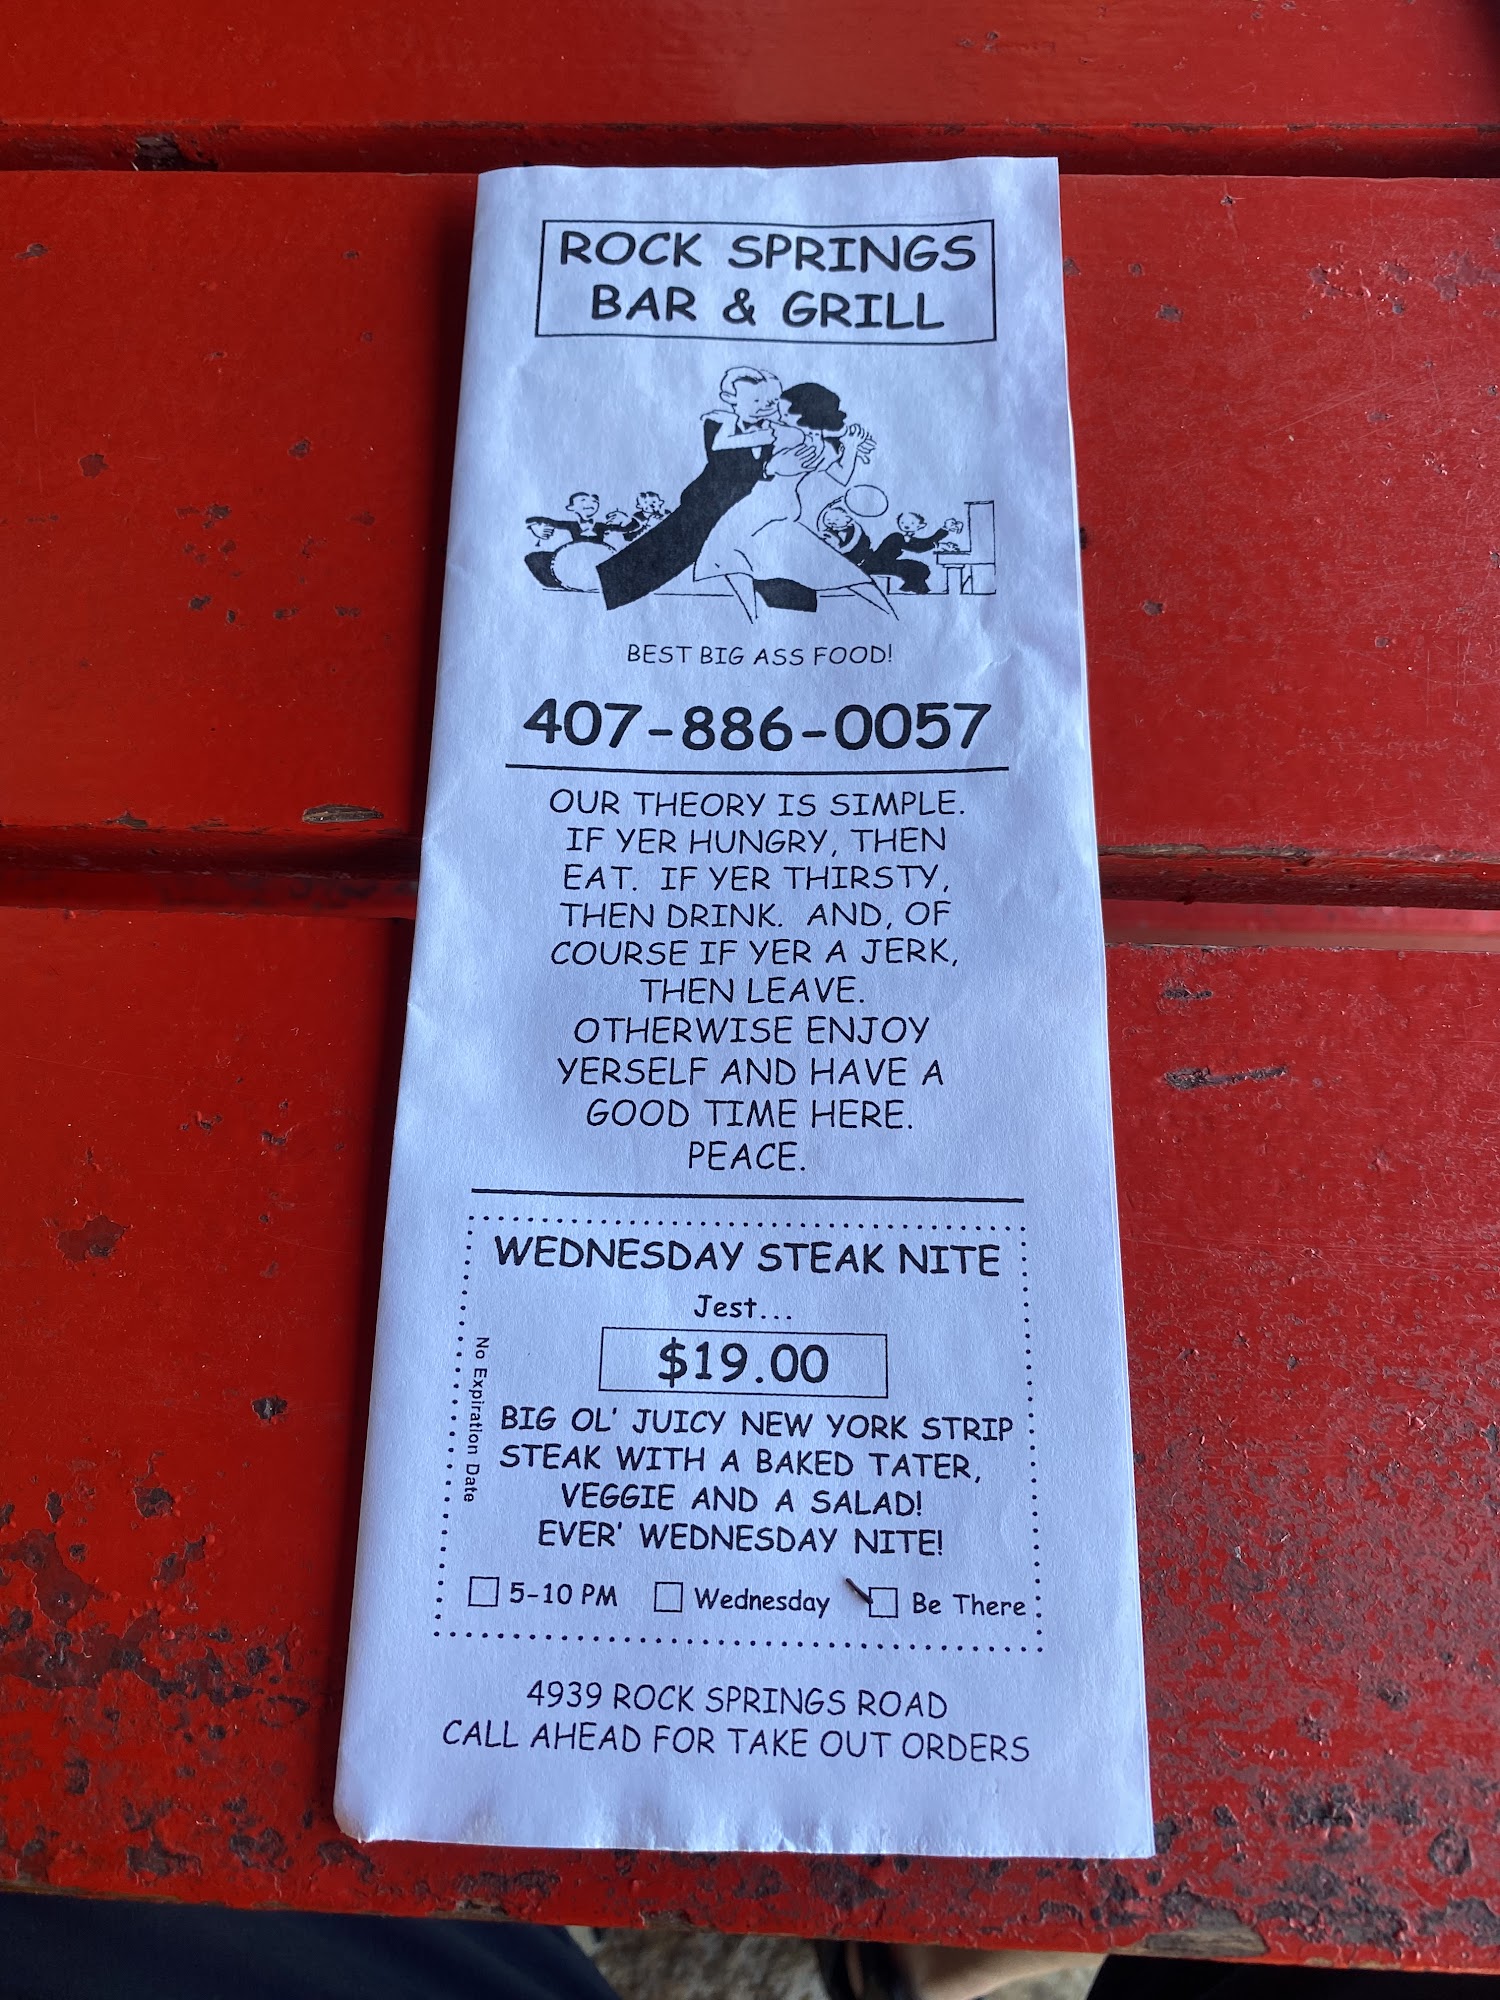 ROCK SPRINGS
BAR & GRILL
BEST BIG ASS FOOD!
407-886-0057
OUR THEORY IS SIMPLE.
IF YER HUNGRY, THEN
EAT. IF YER THIRSTY,
THEN DRINK. AND, OF
COURSE IF YER A JERK,
THEN LEAVE.
OTHERWISE ENJOY
YERSELF AND HAVE A
GOOD TIME HERE.
PEACE.
WEDNESDAY STEAK NITE
Jest...
$19.00
No Expiration Date
BIG OL' JUICY NEW YORK STRIP
STEAK WITH A BAKED TATER,
VEGGIE AND A SALAD!
EVER' WEDNESDAY NITE!
5-10 PM Wednesday Be There
4939 ROCK SPRINGS ROAD
CALL AHEAD FOR TAKE OUT ORDERS